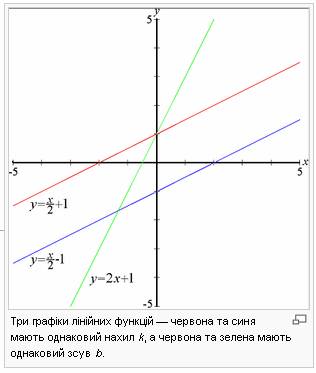 y
5
x
-5
5
y=x/2+1
y=x/2-1
y=2x+1
-5
Три графіки лінійних функцій — червона та синя
мають однаковий нахил k, а червона та зелена мають
однаковий зсув b.